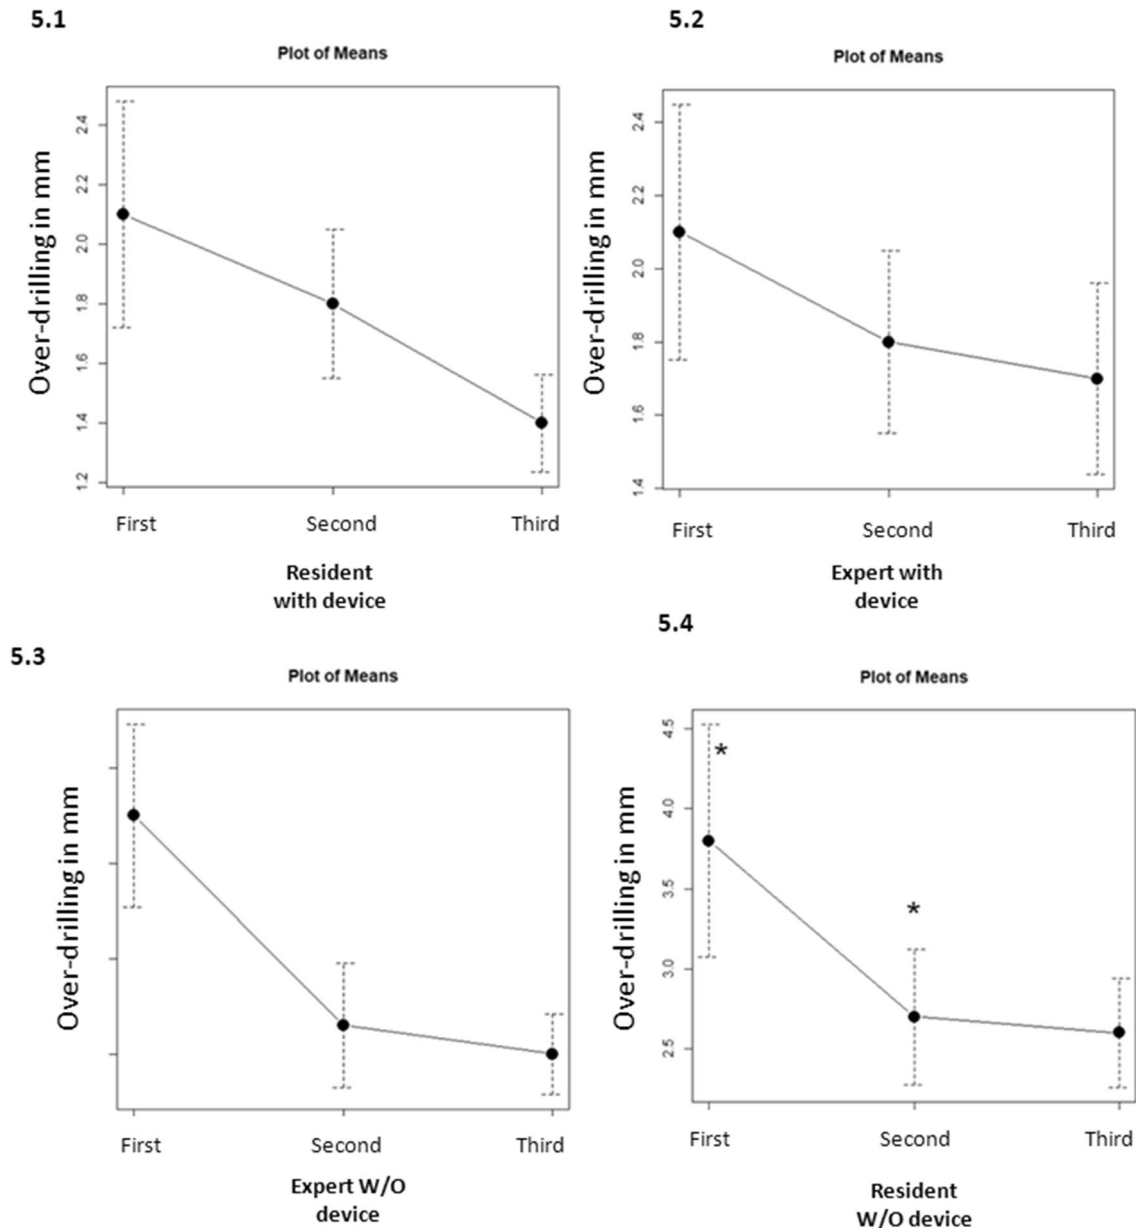 5.1
Plot of Means
Over-drilling in mm
2.4
2.2
2.0
1.8
1.6
1.4
1.2
First Second Third
Resident
with device
5.2
Plot of Means
Over-drilling in mm
2.4
2.2
2.0
1.8
1.6
1.4
First Second Third
Expert with
device
5.3
Plot of Means
Over-drilling in mm
First Second Third
Expert W/O
device
5.4
Plot of Means
Over-drilling in mm
4.5
4.0
3.5
3.0
2.5
*
*
First Second Third
Resident
W/O device